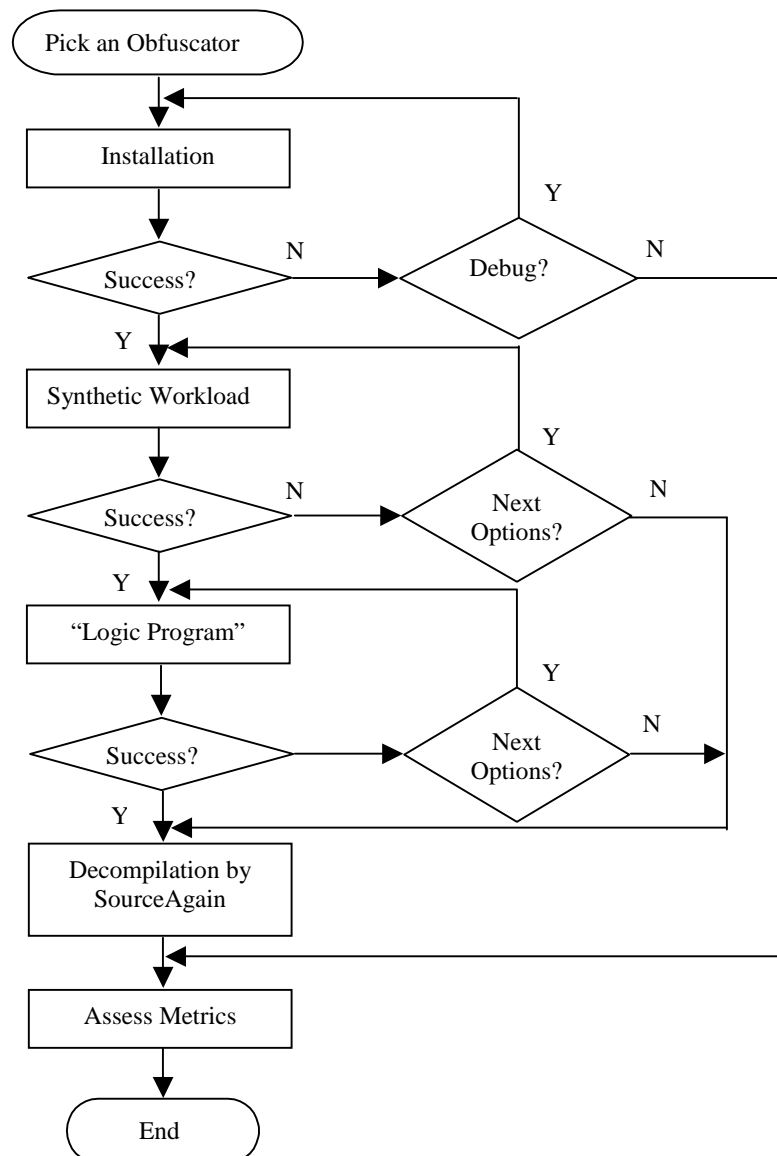 Pick an Obfuscator
Installation
Y
Success?
N
Debug?
N
Y
Synthetic Workload
Y
Success?
N
Next
Options?
N
Y
“Logic Program”
Y
Success?
Next
Options?
N
Y
Decompilation by
SourceAgain
Assess Metrics
End